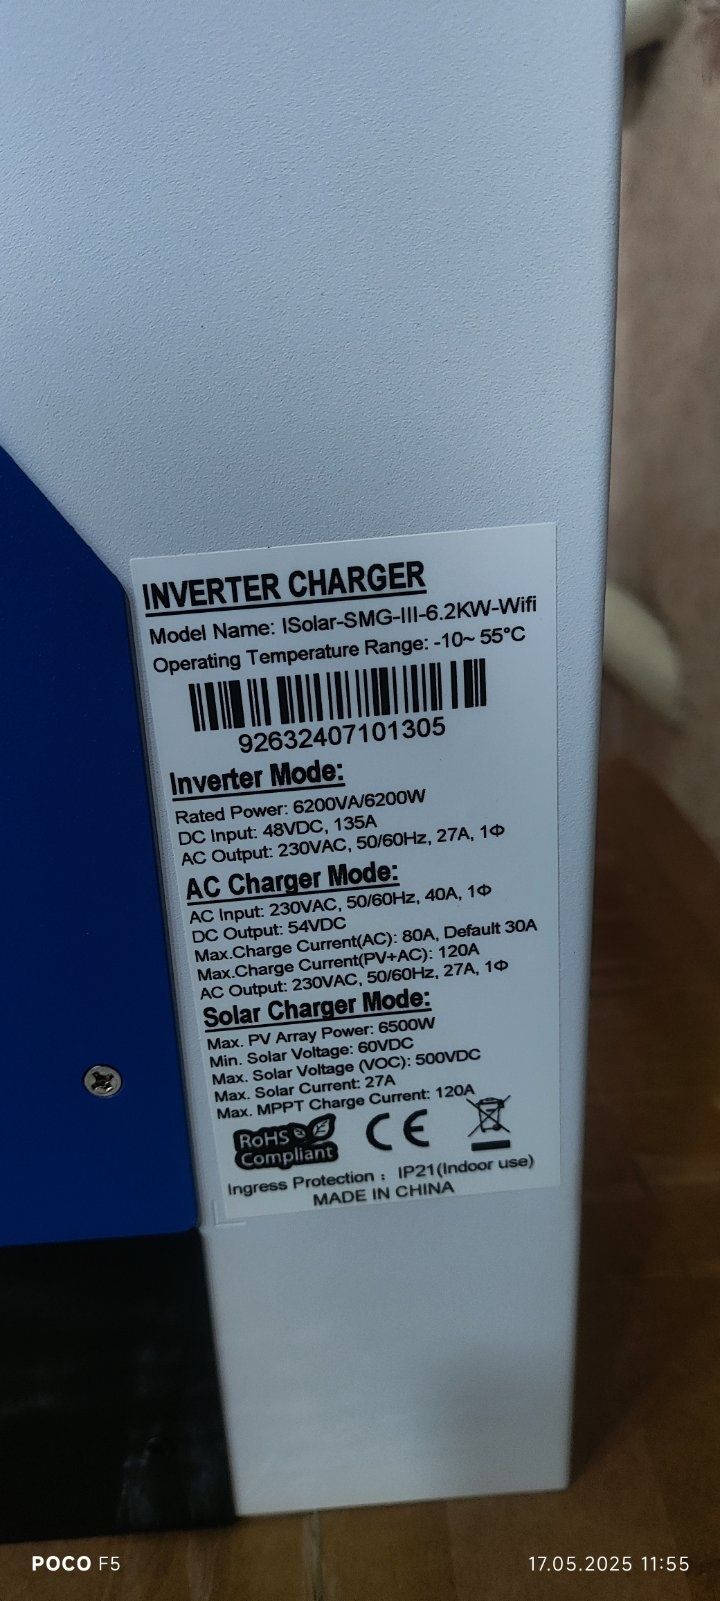 INVERTER CHARGER
Model Name: ISolar-SMG-III-6.2KW-Wifi
Operating Temperature Range: -10~ 55°C
92632407101305
Inverter Mode:
Rated Power: 6200VA/6200W
DC Input: 48VDC, 135A
AC Output: 230VAC, 50/60Hz, 27A, 1Φ
AC Charger Mode:
AC Input: 230VAC, 50/60Hz, 40A, 1Φ
DC Output: 54VDC
Max.Charge Current(AC): 80A, Default 30A
Max.Charge Current(PV+AC): 120A
AC Output: 230VAC, 50/60Hz, 27A, 1Φ
Solar Charger Mode:
Max. PV Array Power: 6500W
Min. Solar Voltage: 60VDC
Max. Solar Voltage (VOC): 500VDC
Max. Solar Current: 27A
Max. MPPT Charge Current: 120A
RoHS
Compliant
CE
Ingress Protection : IP21(Indoor use)
MADE IN CHINA
POCO F5
17.05.2025 11:55